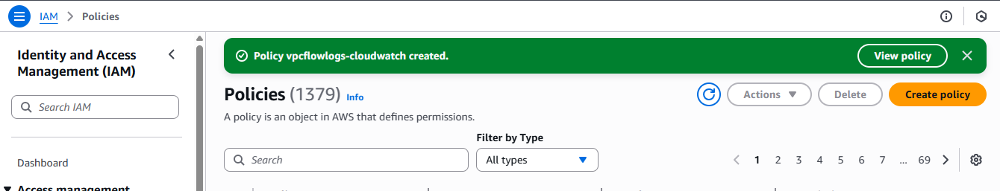 IAM > Policies
Identity and Access
Management (IAM)
Search IAM
Dashboard
Access management
Policy vpcflowlogs-cloudwatch created.
View policy
Policies (1379) Info
Actions
Delete
Create policy
A policy is an object in AWS that defines permissions.
Filter by Type
Search
All types
1 2 3 4 5 6 7 ... 69